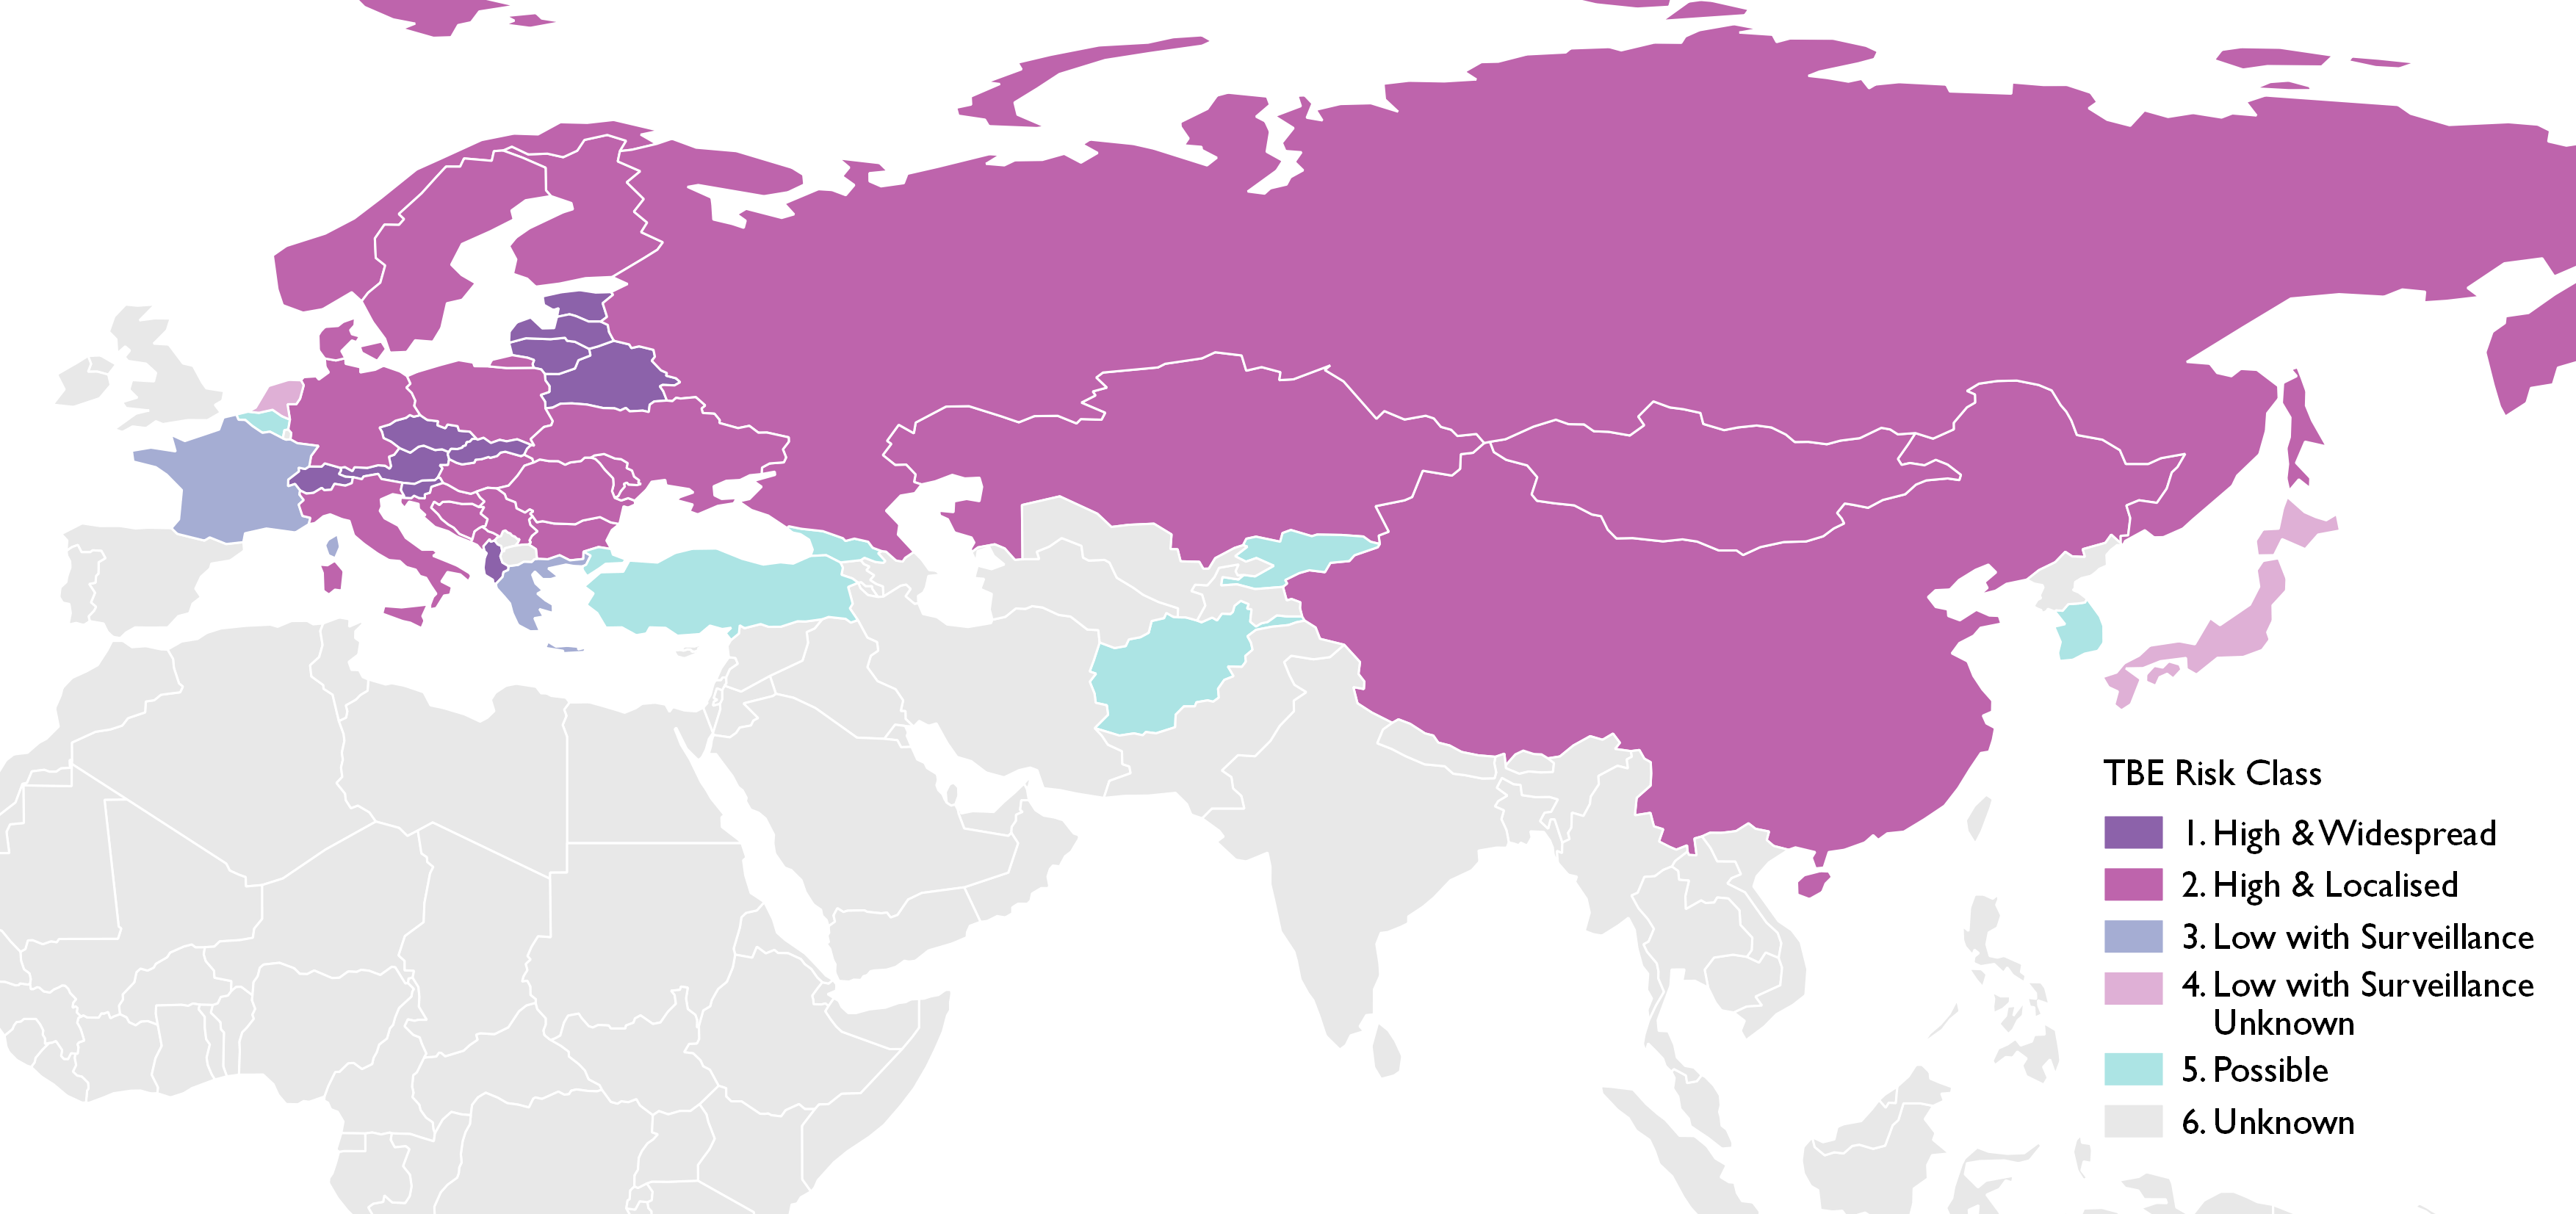 TBE Risk Class
1. High & Widespread
2. High & Localised
3. Low with Surveillance
4. Low with Surveillance
Unknown
5. Possible
6. Unknown